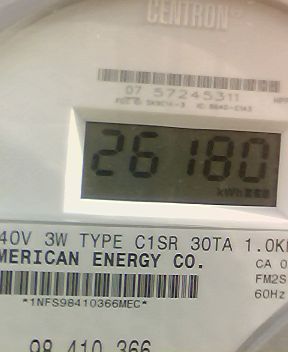 CENTRON®
07 57245311
26180
kWh
40V 3W TYPE C1SR 30TA 1.0K
MERICAN ENERGY CO.
CA 0
FM2S
60Hz
*1NFS98410366MEC*
98 410 366